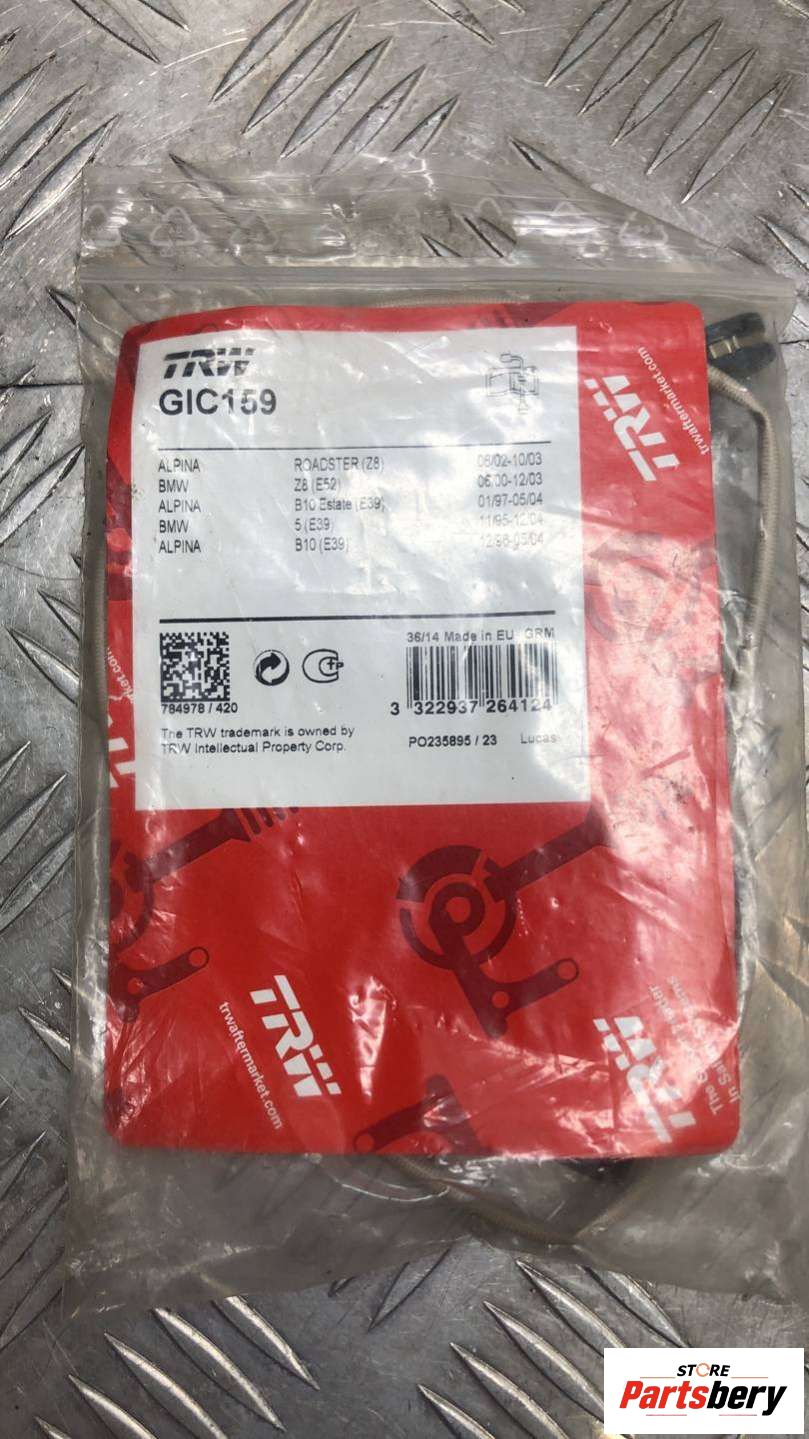 TRW
GIC159
TRW
trwaftermarket.com
ALPINA ROADSTER (Z8) 06/02-10/03
BMW Z8 (E52) 06/00-12/03
ALPINA B10 Estate (E39) 01/97-05/04
BMW 5 (E39) 11/95-12/04
ALPINA B10 (E39) 12/96-05/04
36/14 Made in EU GRM
784978 / 420
3 322937 264124
The TRW trademark is owned by
TRW Intellectual Property Corp.
PO235895 / 23 Lucas
TRW
trwaftermarket.com
TRW
STORE
Partsbery